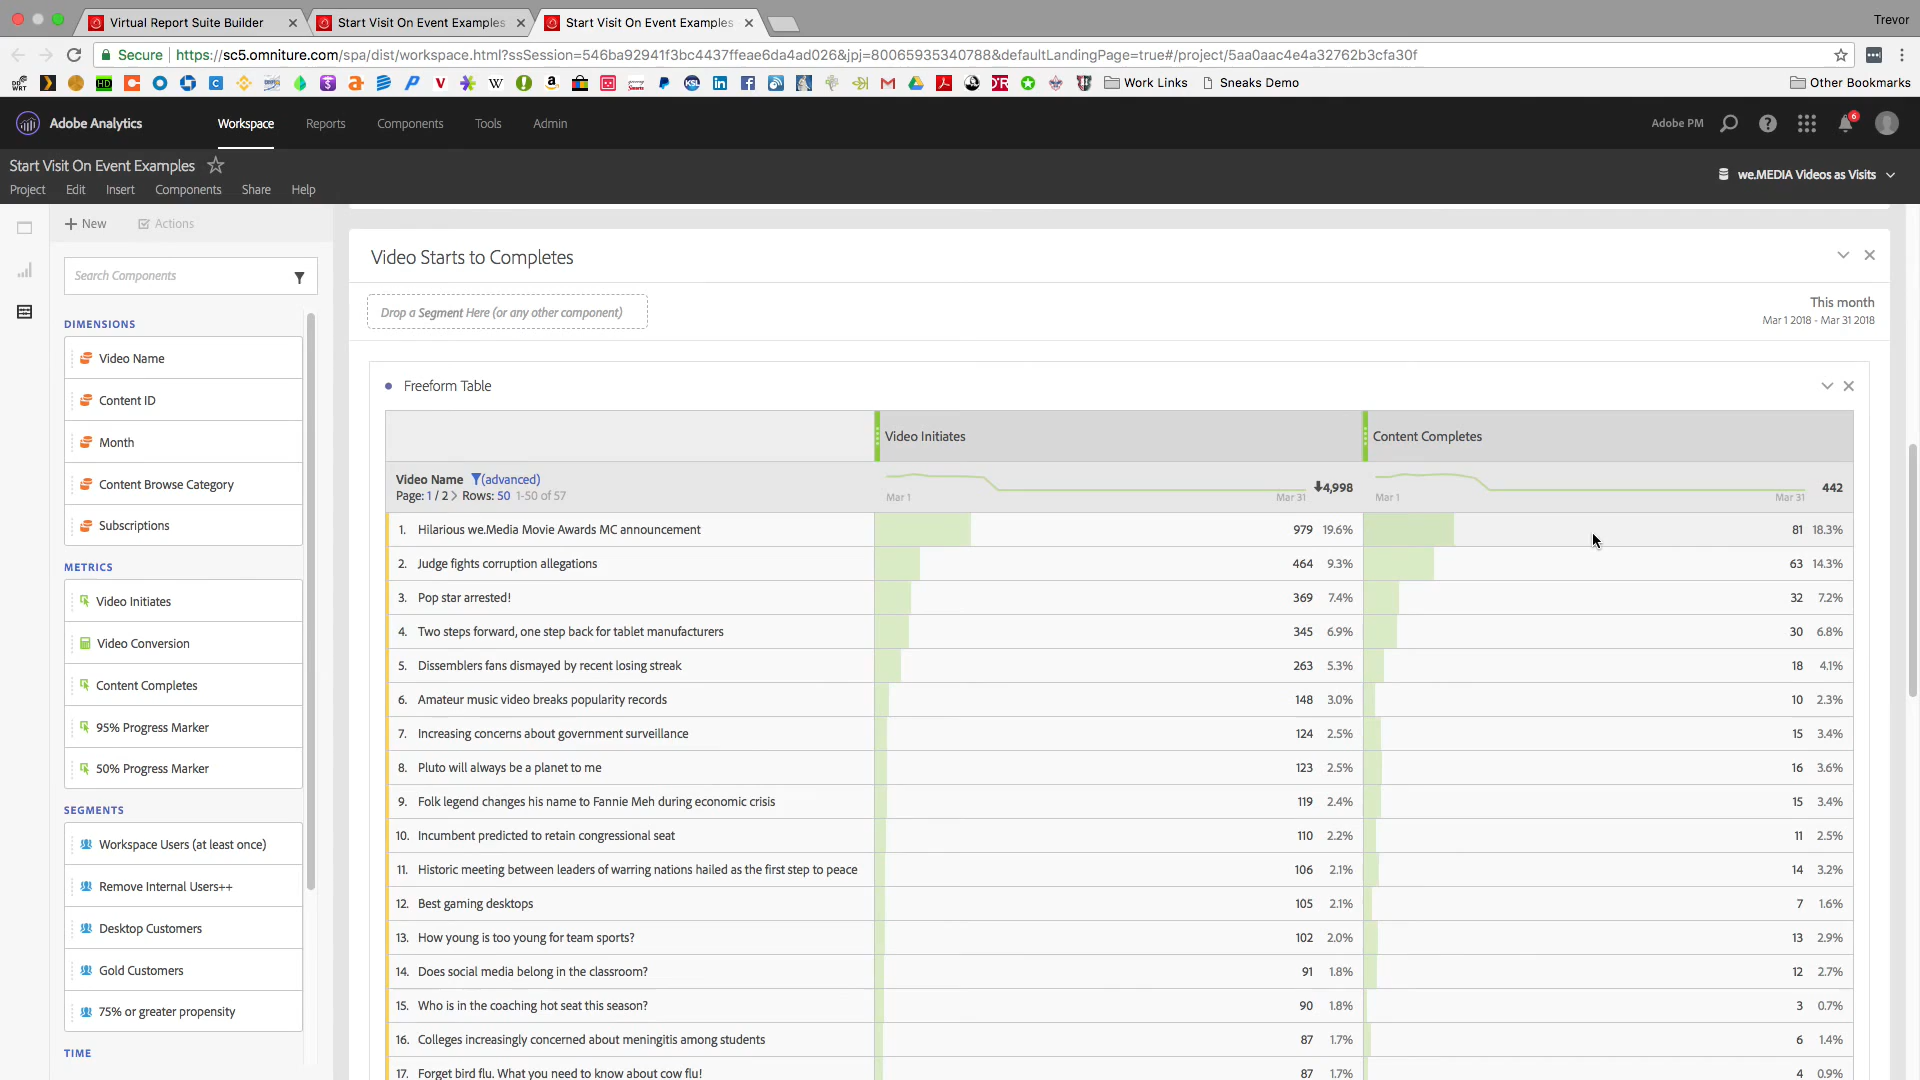 Virtual Report Suite Builder
Start Visit On Event Examples
Start Visit On Event Examples
Trevor
Secure
https://sc5.omniture.com/spa/dist/workspace.html?ssSession=546ba92941f3bc4437ffeae6da4ad026&jpj=80065935340788&defaultLandingPage=true#/project/5aa0aac4e4a32762b3cfa30f
Work Links
Sneaks Demo
Other Bookmarks
Adobe Analytics
Workspace
Reports
Components
Tools
Admin
Adobe PM
6
Start Visit On Event Examples
Project
Edit
Insert
Components
Share
Help
we.MEDIA Videos as Visits
New
Actions
Search Components
DIMENSIONS
Video Name
Content ID
Month
Content Browse Category
Subscriptions
METRICS
Video Initiates
Video Conversion
Content Completes
95% Progress Marker
50% Progress Marker
SEGMENTS
Workspace Users (at least once)
Remove Internal Users++
Desktop Customers
Gold Customers
75% or greater propensity
TIME
Video Starts to Completes
Drop a Segment Here (or any other component)
This month
Mar 1 2018 - Mar 31 2018
Freeform Table
Video Initiates
Content Completes
Video Name (advanced)
Page: 1 / 2 > Rows: 50 1-50 of 57
Mar 1
Mar 31
4,998
Mar 1
Mar 31
442
1. Hilarious we.Media Movie Awards MC announcement 979 19.6% 81 18.3%
2. Judge fights corruption allegations 464 9.3% 63 14.3%
3. Pop star arrested! 369 7.4% 32 7.2%
4. Two steps forward, one step back for tablet manufacturers 345 6.9% 30 6.8%
5. Dissemblers fans dismayed by recent losing streak 263 5.3% 18 4.1%
6. Amateur music video breaks popularity records 148 3.0% 10 2.3%
7. Increasing concerns about government surveillance 124 2.5% 15 3.4%
8. Pluto will always be a planet to me 123 2.5% 16 3.6%
9. Folk legend changes his name to Fannie Meh during economic crisis 119 2.4% 15 3.4%
10. Incumbent predicted to retain congressional seat 110 2.2% 11 2.5%
11. Historic meeting between leaders of warring nations hailed as the first step to peace 106 2.1% 14 3.2%
12. Best gaming desktops 105 2.1% 7 1.6%
13. How young is too young for team sports? 102 2.0% 13 2.9%
14. Does social media belong in the classroom? 91 1.8% 12 2.7%
15. Who is in the coaching hot seat this season? 90 1.8% 3 0.7%
16. Colleges increasingly concerned about meningitis among students 87 1.7% 6 1.4%
17. Forget bird flu. What you need to know about cow flu! 87 1.7% 4 0.9%